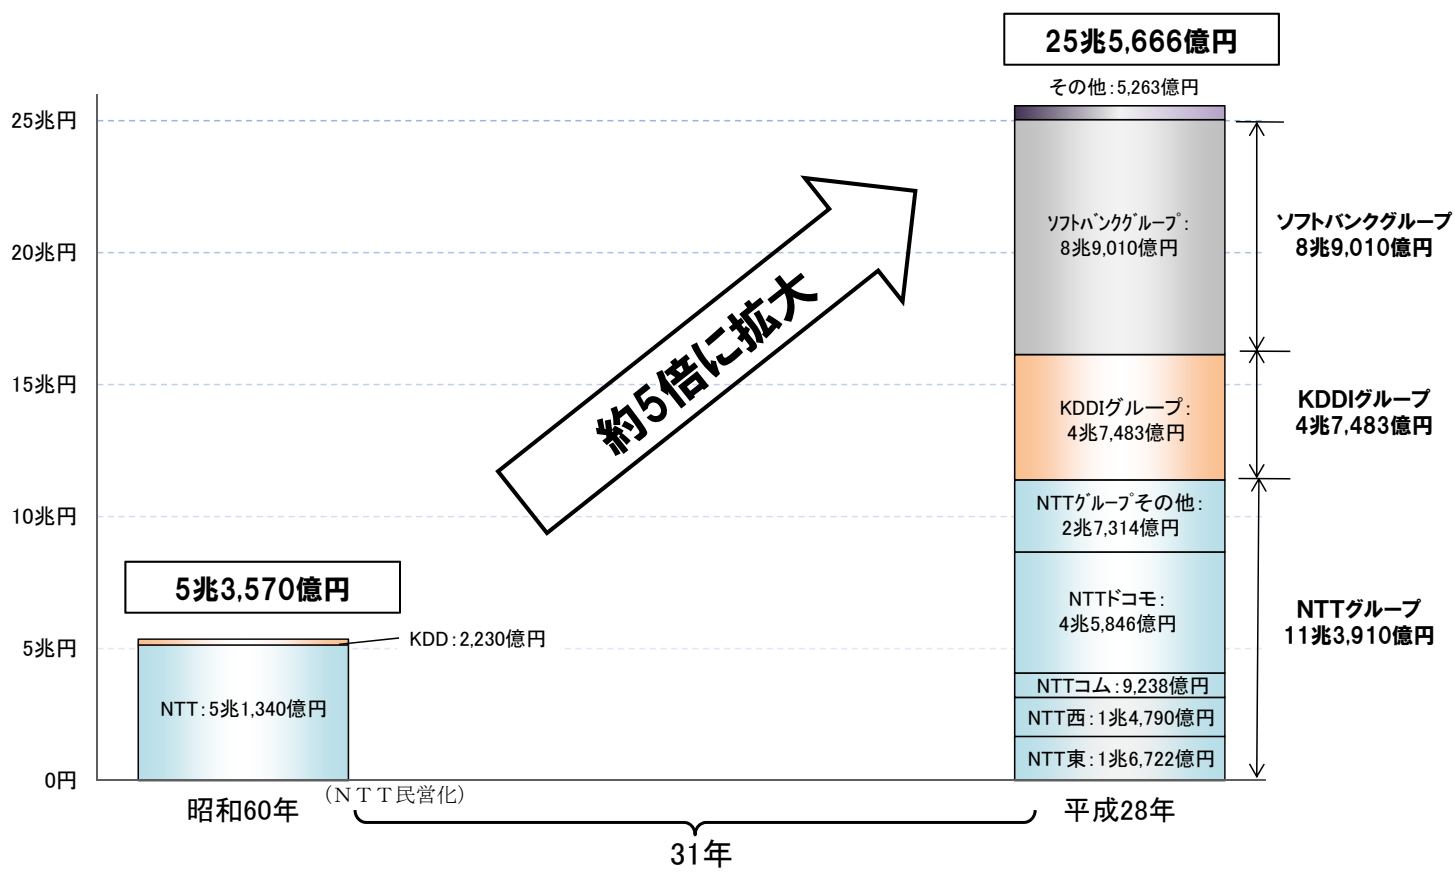 25兆5,666億円
その他：5,263億円
25兆円
20兆円
15兆円
10兆円
5兆円
0円
約5倍に拡大
ソフトバンクグループ：
8兆9,010億円
ソフトバンクグループ
8兆9,010億円
KDDIグループ：
4兆7,483億円
KDDIグループ
4兆7,483億円
NTTグループその他：
2兆7,314億円
NTTドコモ：
4兆5,846億円
NTTコム：9,238億円
NTT西：1兆4,790億円
NTT東：1兆6,722億円
NTTグループ
11兆3,910億円
5兆3,570億円
KDD：2,230億円
NTT：5兆1,340億円
昭和60年
（ＮＴＴ民営化）
平成28年
31年